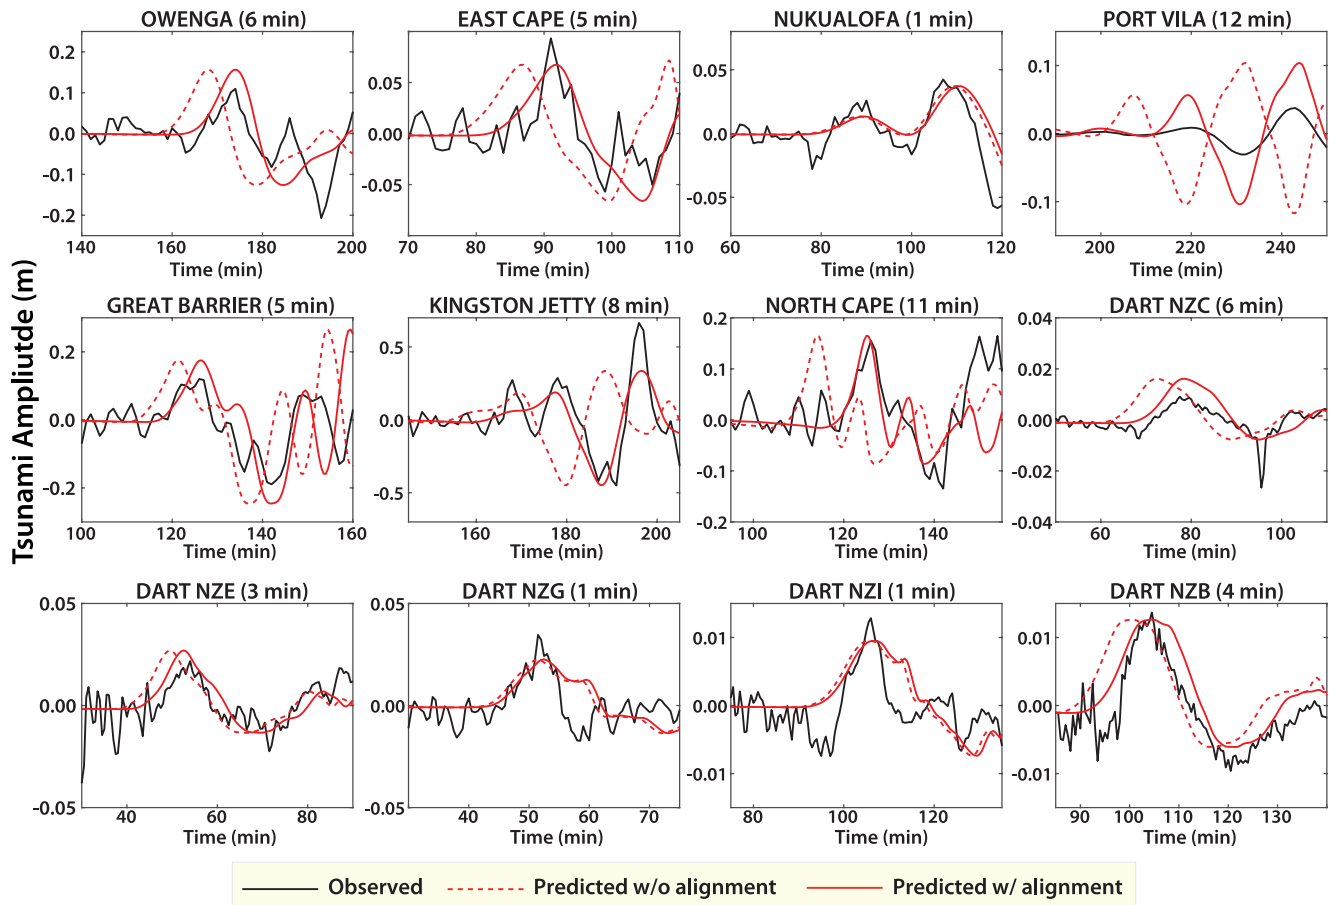 OWENGA (6 min)
EAST CAPE (5 min)
NUKUALOFA (1 min)
PORT VILA (12 min)
0.2
0.1
0.0
-0.1
-0.2
140 160 180 200
Time (min)
0.05
0.00
-0.05
70 80 90 100 110
Time (min)
0.05
0.00
-0.05
60 80 100 120
Time (min)
0.1
0.0
-0.1
200 220 240
Time (min)
Tsunami Ampliutde (m)
GREAT BARRIER (5 min)
KINGSTON JETTY (8 min)
NORTH CAPE (11 min)
DART NZC (6 min)
0.4
0.2
0.0
-0.2
100 120 140 160
Time (min)
0.5
0.0
-0.5
160 180 200
Time (min)
0.2
0.1
0.0
-0.1
-0.2
100 120 140
Time (min)
0.04
0.02
0.00
-0.02
-0.04
60 80 100
Time (min)
DART NZE (3 min)
DART NZG (1 min)
DART NZI (1 min)
DART NZB (4 min)
0.05
0.00
-0.05
40 60 80
Time (min)
0.05
0.00
-0.05
30 40 50 60 70
Time (min)
0.01
0.00
-0.01
80 100 120
Time (min)
0.01
0.00
-0.01
90 100 110 120 130
Time (min)
Observed
Predicted w/o alignment
Predicted w/ alignment